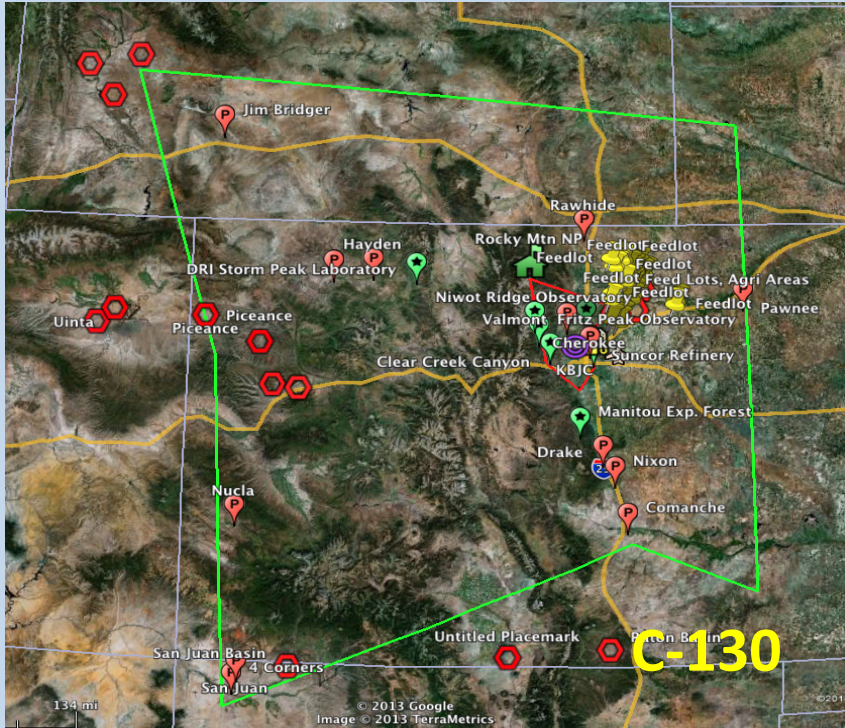 Jim Bridger
Rawhide
Rocky Mtn NP
Feedlot
Feedlot
Hayden
Feedlot
Feedlot
DRI Storm Peak Laboratory
Feedlot
Feed Lots, Agri Areas
Niwot Ridge Observatory
Feedlot
Feedlot
Pawnee
Uinta
Piceance
Piceance
Valmont
Fritz Peak Observatory
Cherokee
Clear Creek Canyon
Suncor Refinery
KBJC
Manitou Exp. Forest
Drake
Nixon
Nucla
Comanche
Untitled Placemark
San Juan Basin
4 Corners
San Juan
C-130
134 mi
© 2013 Google
Image © 2013 TerraMetrics